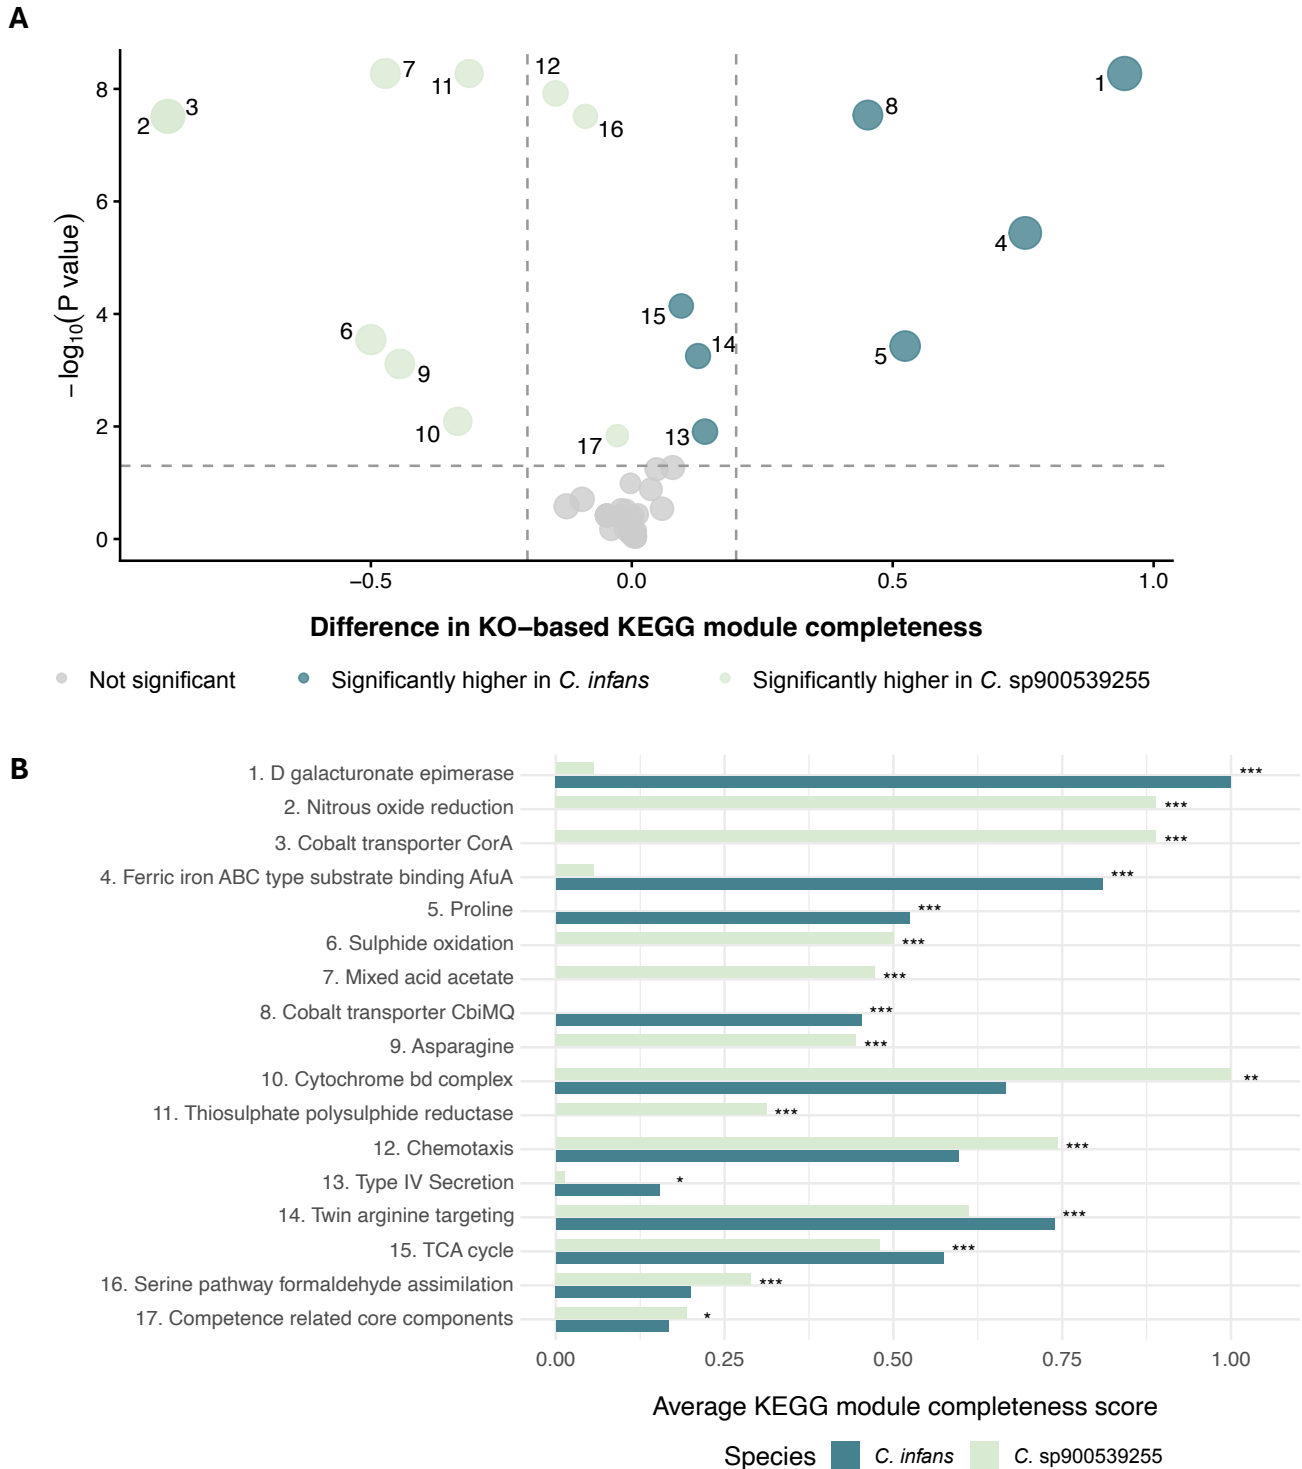 A
8
6
4
2
0
−log10(P value)
7
11
12
1
3
2
16
8
4
15
6
14
5
9
10
17
13
−0.5
0.0
0.5
1.0
Difference in KO−based KEGG module completeness
Not significant
Significantly higher in C. infans
Significantly higher in C. sp900539255
B
1. D galacturonate epimerase ***
2. Nitrous oxide reduction ***
3. Cobalt transporter CorA ***
4. Ferric iron ABC type substrate binding AfuA ***
5. Proline ***
6. Sulphide oxidation ***
7. Mixed acid acetate ***
8. Cobalt transporter CbiMQ ***
9. Asparagine ***
10. Cytochrome bd complex **
11. Thiosulphate polysulphide reductase ***
12. Chemotaxis ***
13. Type IV Secretion *
14. Twin arginine targeting ***
15. TCA cycle ***
16. Serine pathway formaldehyde assimilation ***
17. Competence related core components *
0.00
0.25
0.50
0.75
1.00
Average KEGG module completeness score
Species C. infans C. sp900539255